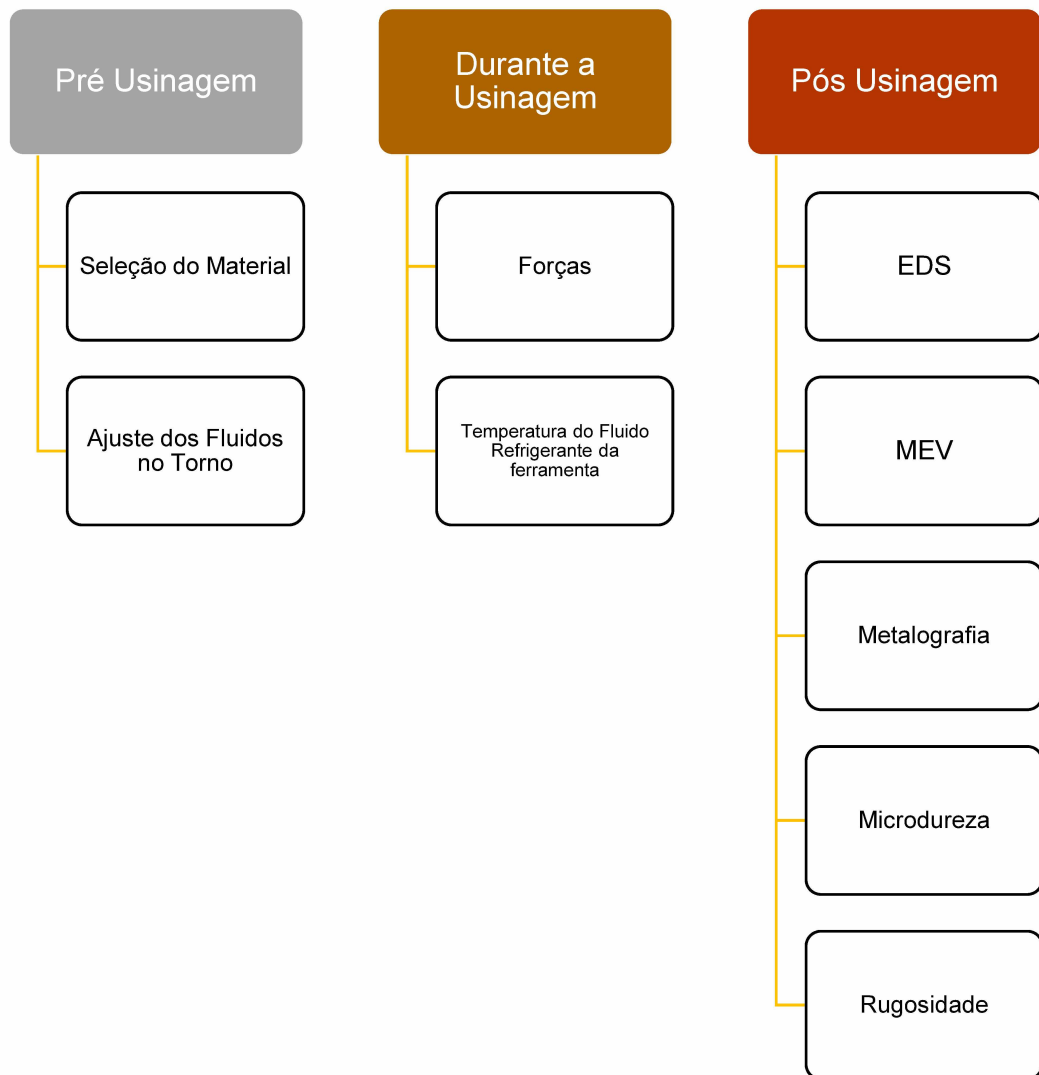 Pré Usinagem
Seleção do Material
Ajuste dos Fluidos
no Torno
Durante a
Usinagem
Forças
Temperatura do Fluido
Refrigerante da
ferramenta
Pós Usinagem
EDS
MEV
Metalografia
Microdureza
Rugosidade